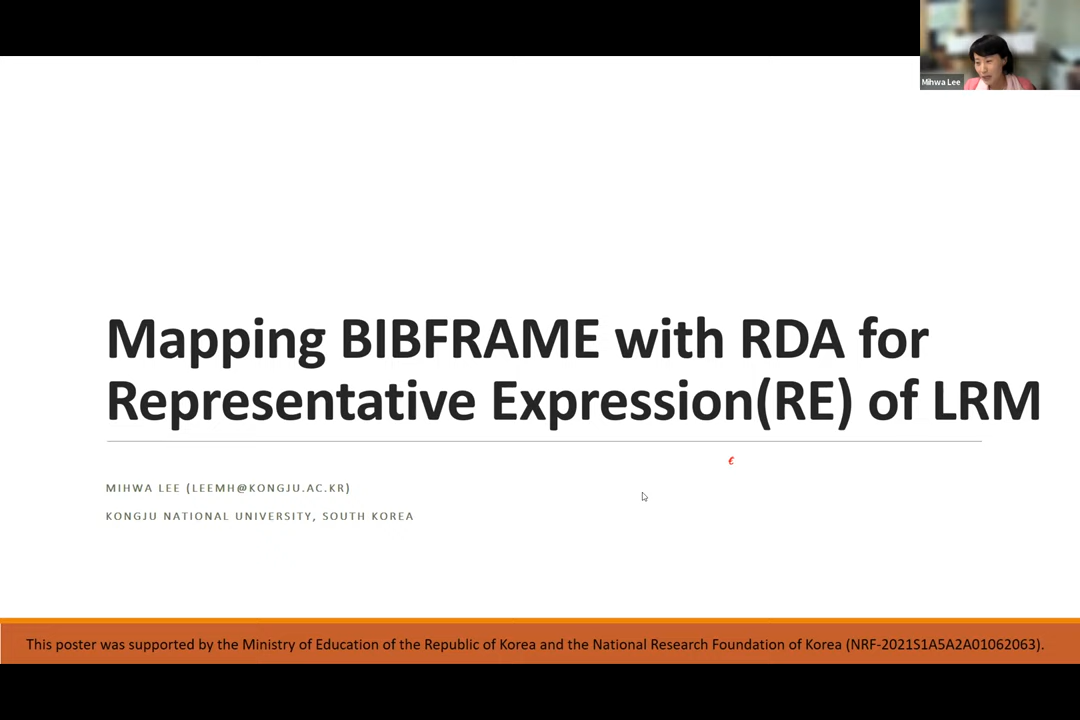 Mihwa Lee
Mapping BIBFRAME with RDA for
Representative Expression(RE) of LRM
€
MIHWA LEE (LEEMH@KONGJU.AC.KR)
KONGJU NATIONAL UNIVERSITY, SOUTH KOREA
This poster was supported by the Ministry of Education of the Republic of Korea and the National Research Foundation of Korea (NRF-2021S1A5A2A01062063).